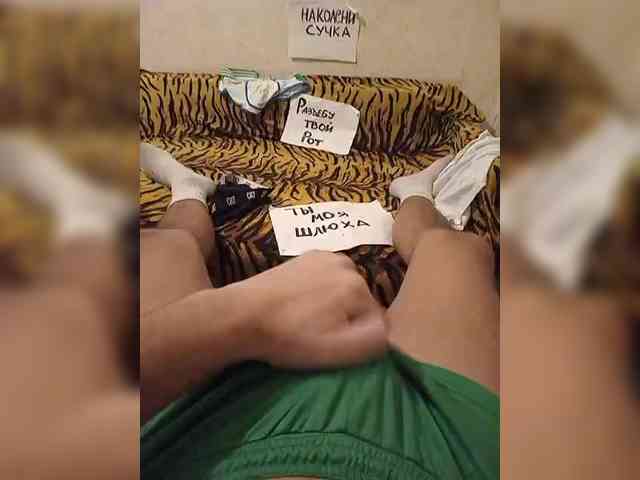 НАКОЛЕНИ
СУЧКА
РАЗЪЕБУ
ТВОЙ
РОТ
ТЫ
МОЯ
ШЛЮХА